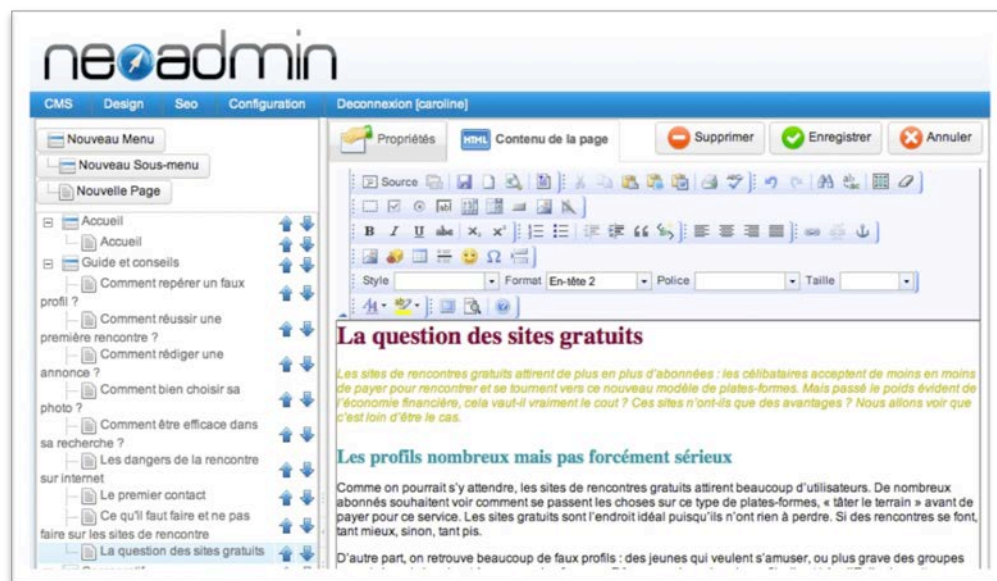 neoadmin
CMS Design Seo Configuration Deconnexion [caroline]
Nouveau Menu
Nouveau Sous-menu
Nouvelle Page
Accueil
Accueil
Guide et conseils
Comment repérer un faux
profil ?
Comment réussir une
première rencontre ?
Comment rédiger une
annonce ?
Comment bien choisir sa
photo ?
Comment être efficace dans
sa recherche ?
Les dangers de la rencontre
sur internet
Le premier contact
Ce qu'il faut faire et ne pas
faire sur les sites de rencontre
La question des sites gratuits
Propriétés HTML Contenu de la page Supprimer Enregistrer Annuler
Source
B I U abc x₂ x²
Style Format En-tête 2 Police Taille
La question des sites gratuits
Les sites de rencontres gratuits attirent de plus en plus d'abonnées : les célibataires acceptent de moins en moins
de payer pour rencontrer et se tournent vers ce nouveau modèle de plates-formes. Mais passé le poids évident de
l'économie financière, cela vaut-il vraiment le cout ? Ces sites n'ont-ils que des avantages ? Nous allons voir que
c'est loin d'être le cas.
Les profils nombreux mais pas forcément sérieux
Comme on pourrait s'y attendre, les sites de rencontres gratuits attirent beaucoup d'utilisateurs. De nombreux
abonnés souhaitent voir comment se passent les choses sur ce type de plates-formes, « tâter le terrain » avant de
payer pour ce service. Les sites gratuits sont l'endroit idéal puisqu'ils n'ont rien à perdre. Si des rencontres se font,
tant mieux, sinon, tant pis.
D'autre part, on retrouve beaucoup de faux profils : des jeunes qui veulent s'amuser, ou plus grave des groupes